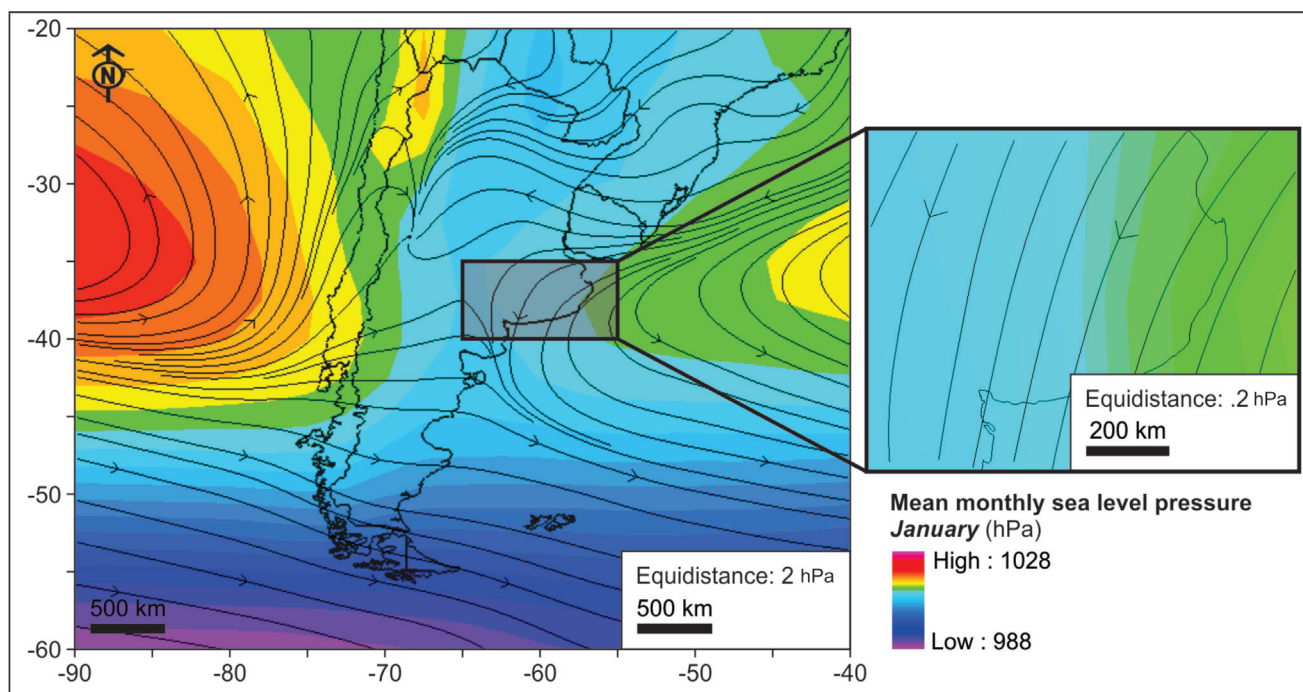 -20
-30
-40
-50
-60
N
500 km
Equidistance: 2 hPa
500 km
-90
-80
-70
-60
-50
-40
Equidistance: .2 hPa
200 km
Mean monthly sea level pressure
January (hPa)
High : 1028
Low : 988